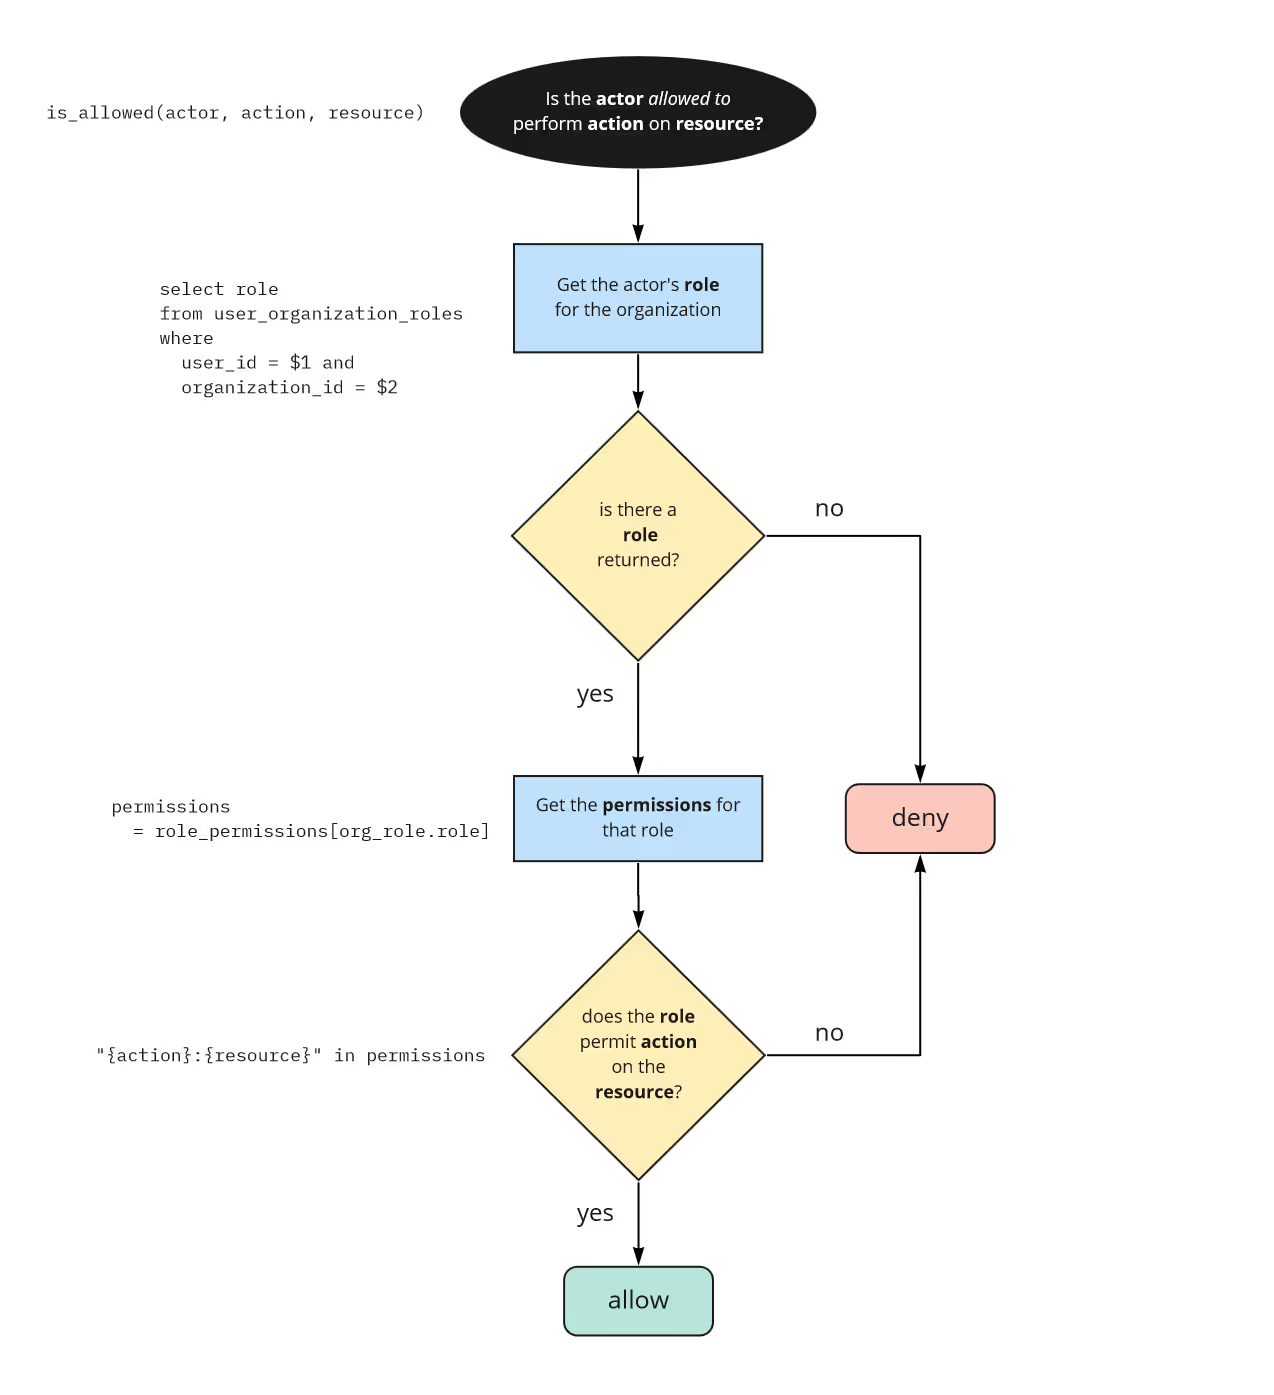 is_allowed(actor, action, resource)
Is the actor allowed to
perform action on resource?
select role
from user_organization_roles
where
  user_id = $1 and
  organization_id = $2
Get the actor's role
for the organization
is there a
role
returned?
no
yes
permissions
  = role_permissions[org_role.role]
Get the permissions for
that role
deny
"{action}:{resource}" in permissions
does the role
permit action
on the
resource?
no
yes
allow